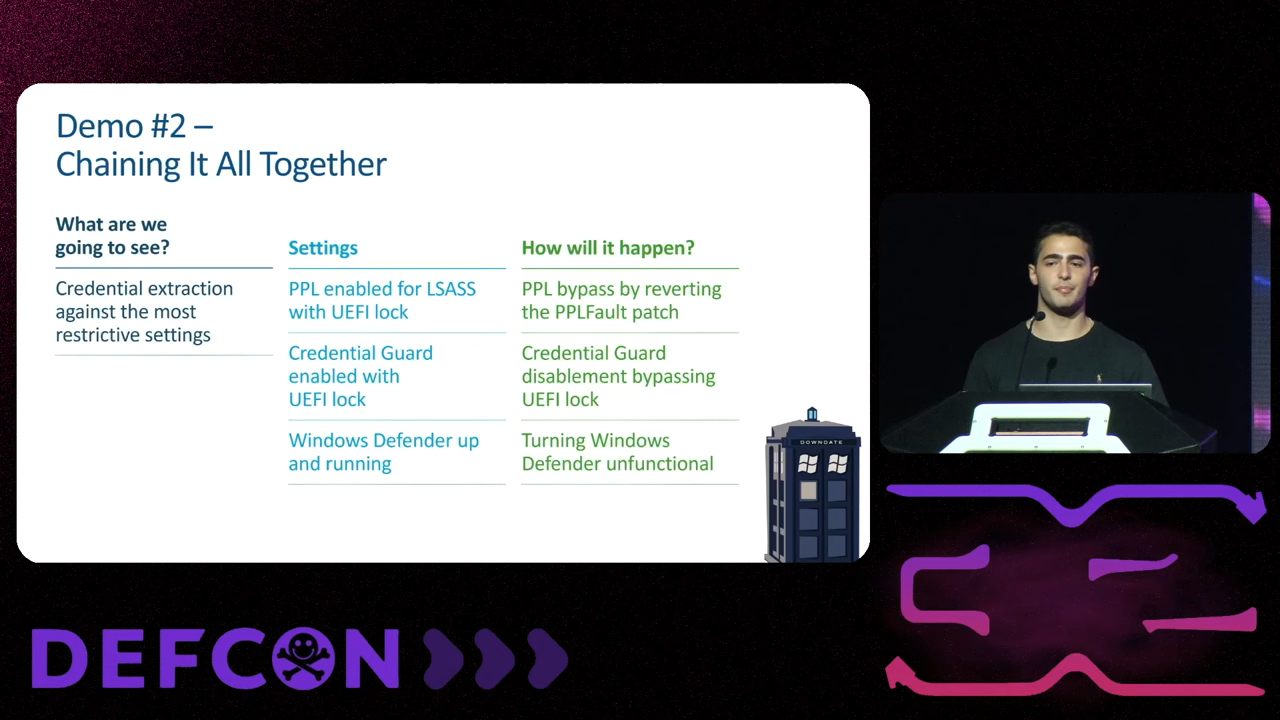 Demo #2 –
Chaining It All Together
What are we
going to see?
Credential extraction
against the most
restrictive settings
Settings
PPL enabled for LSASS
with UEFI lock
Credential Guard
enabled with
UEFI lock
Windows Defender up
and running
How will it happen?
PPL bypass by reverting
the PPLFault patch
Credential Guard
disablement bypassing
UEFI lock
Turning Windows
Defender unfunctional
DOWNDATE
DEFCON